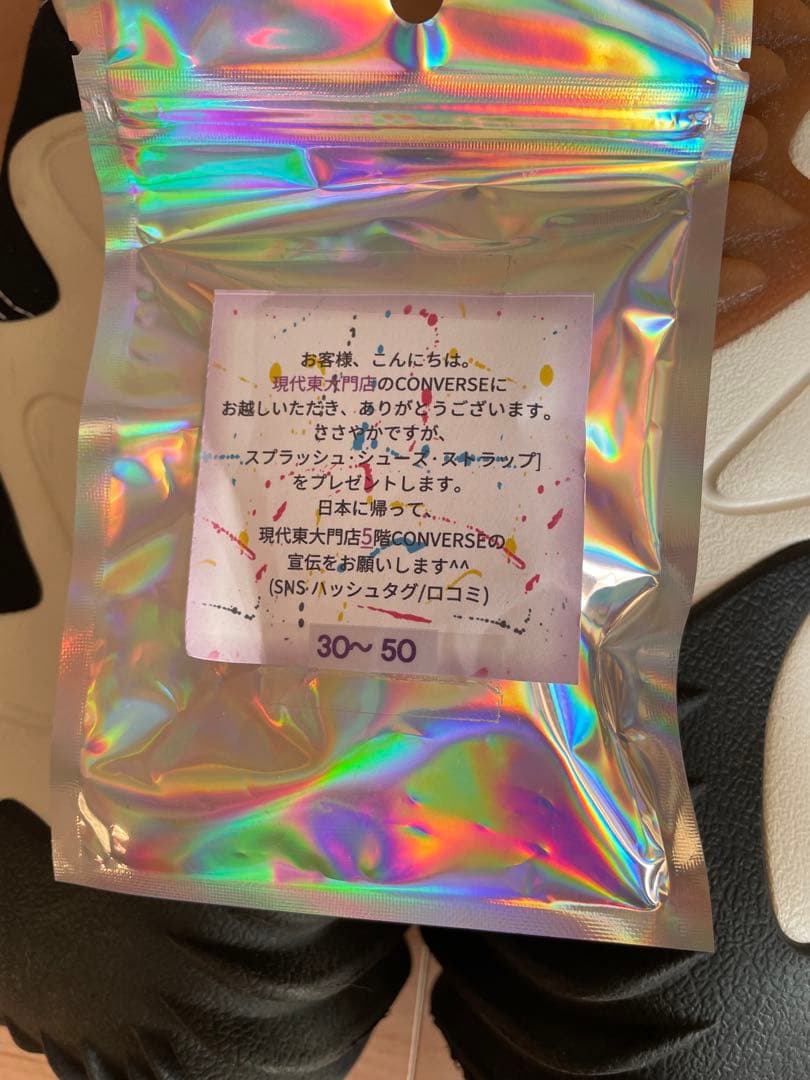 お客様、こんにちは。
現代東大門店のCONVERSEに
お越しいただき、ありがとうございます。
ささやかですが、
スプラッシュ·シューズ·ストラップ]
をプレゼントします。
日本に帰って、
現代東大門店5階CONVERSEの
宣伝をお願いします^^
(SNS·ハッシュタグ/口コミ)
30〜 50